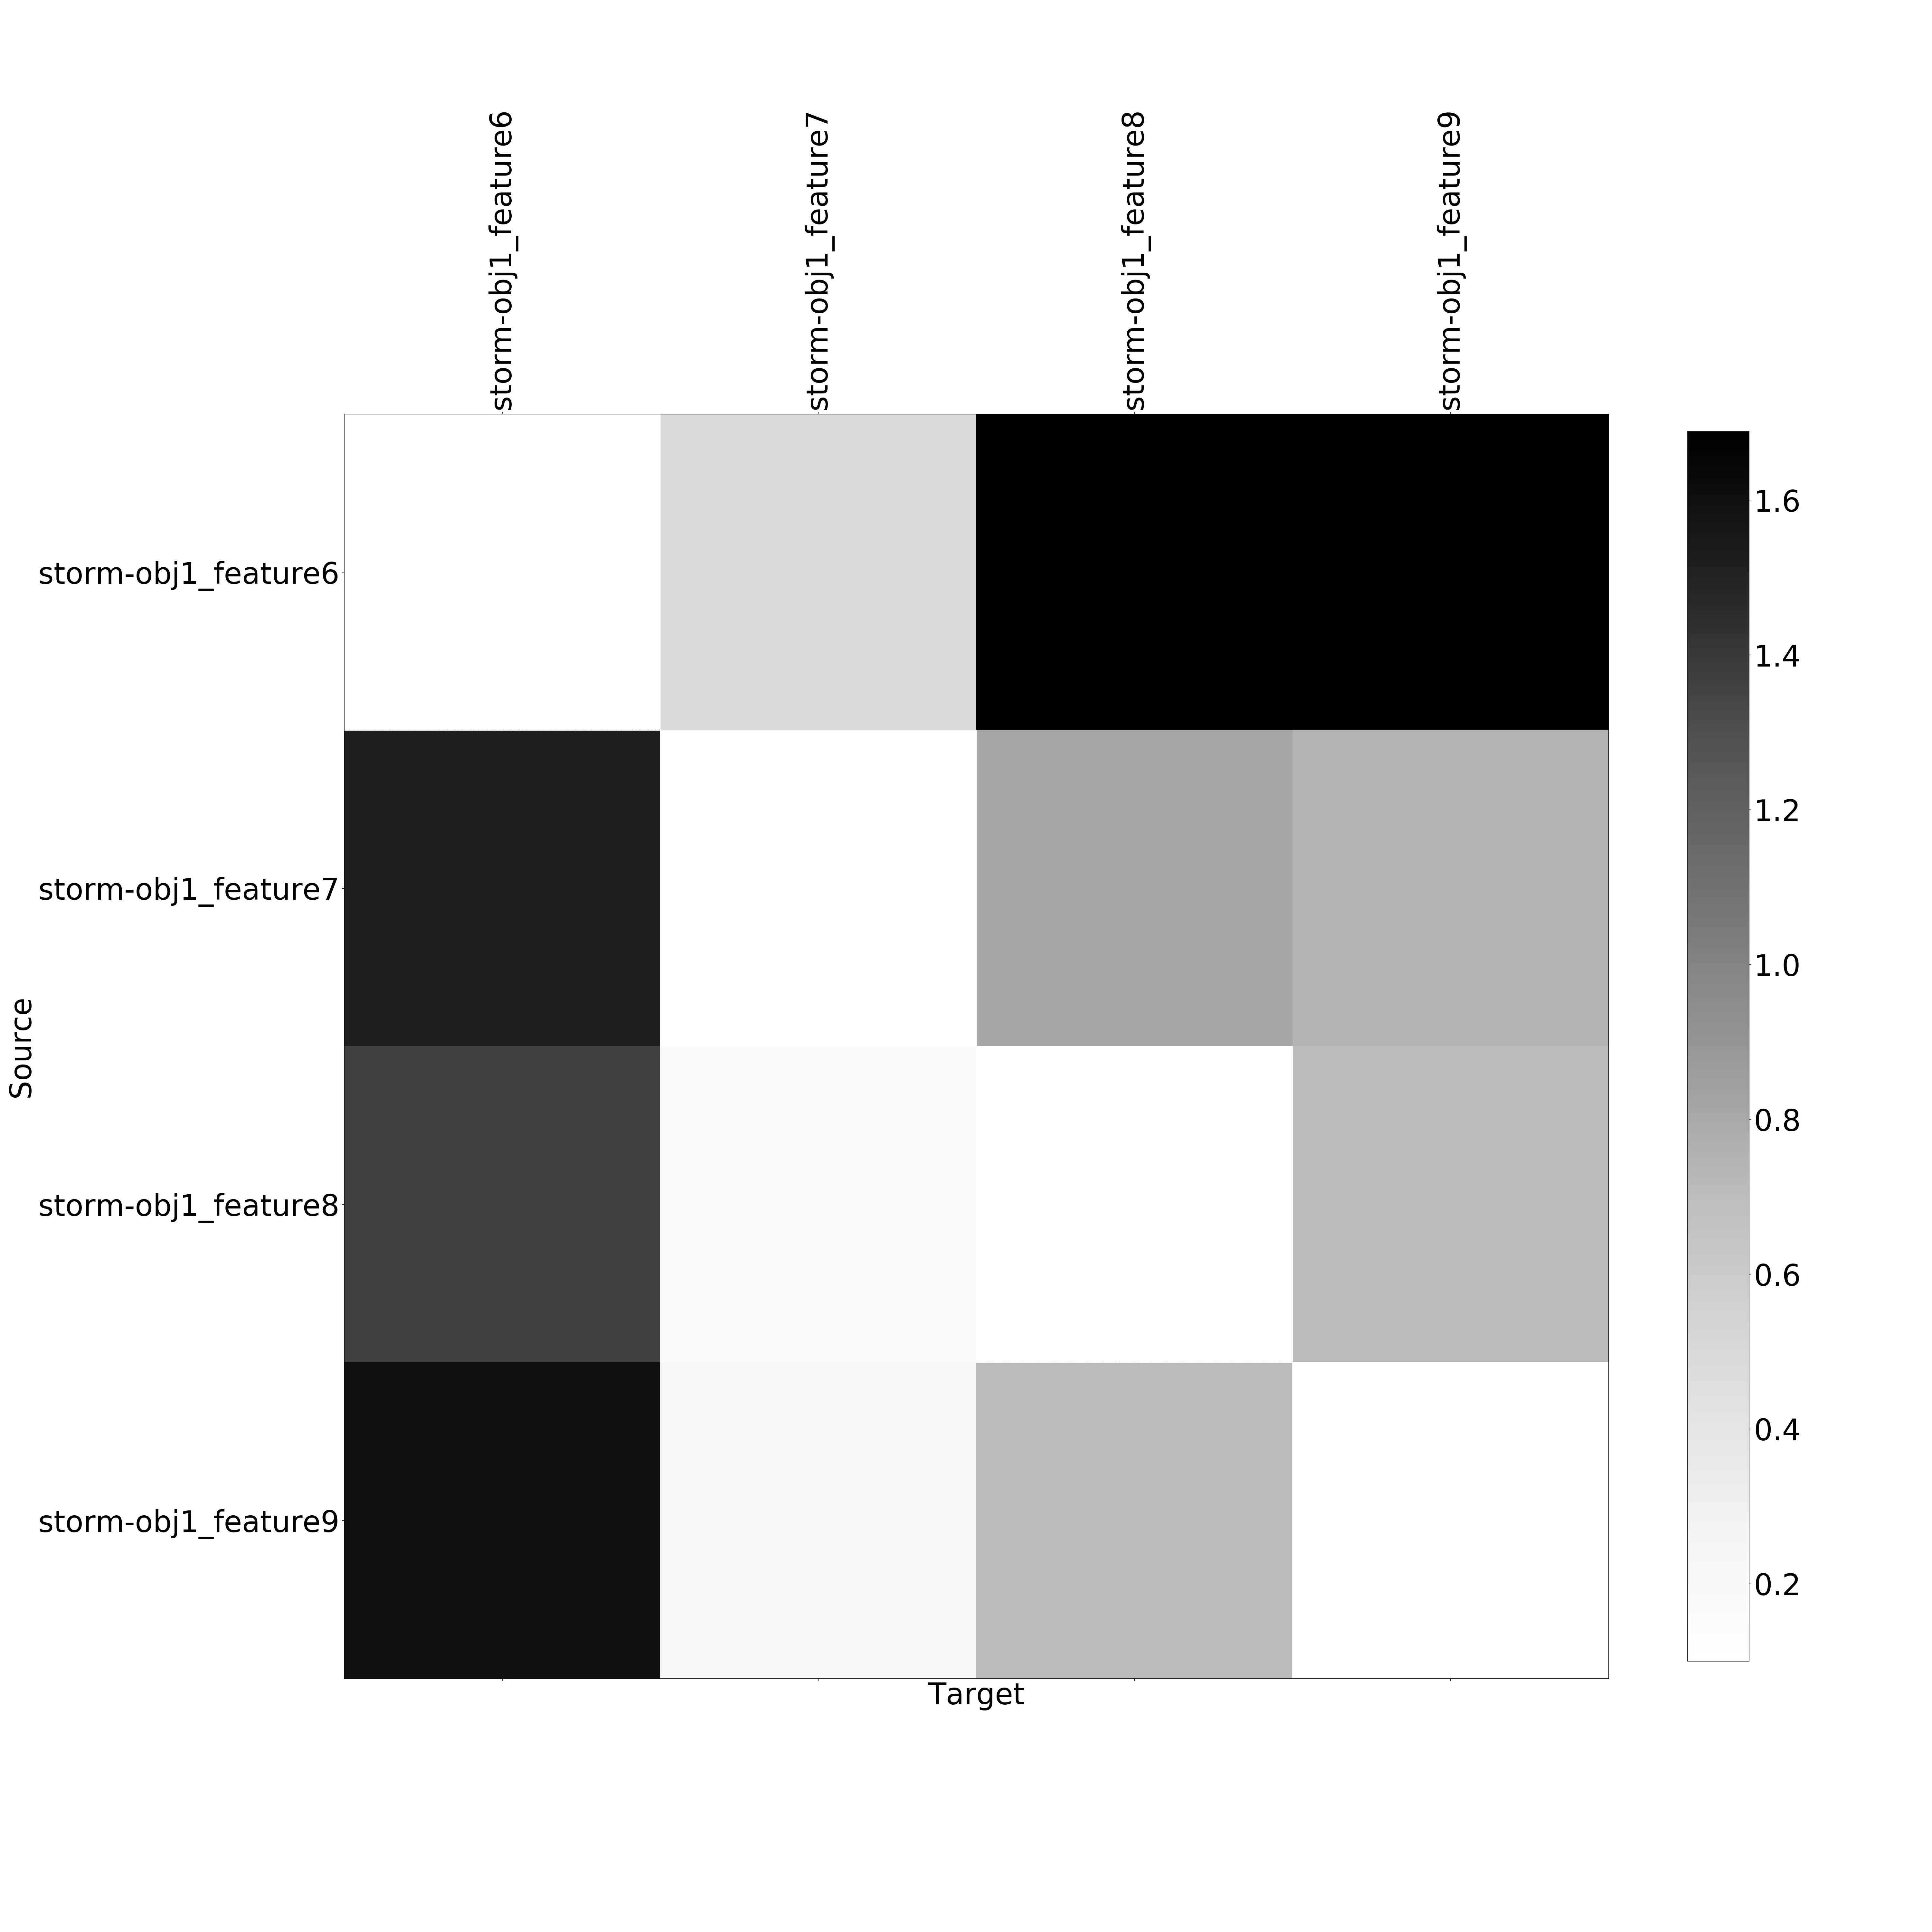 storm-obj1_feature6
storm-obj1_feature7
storm-obj1_feature8
storm-obj1_feature9
storm-obj1_feature6
storm-obj1_feature7
storm-obj1_feature8
storm-obj1_feature9
Source
Target
1.6
1.4
1.2
1.0
0.8
0.6
0.4
0.2